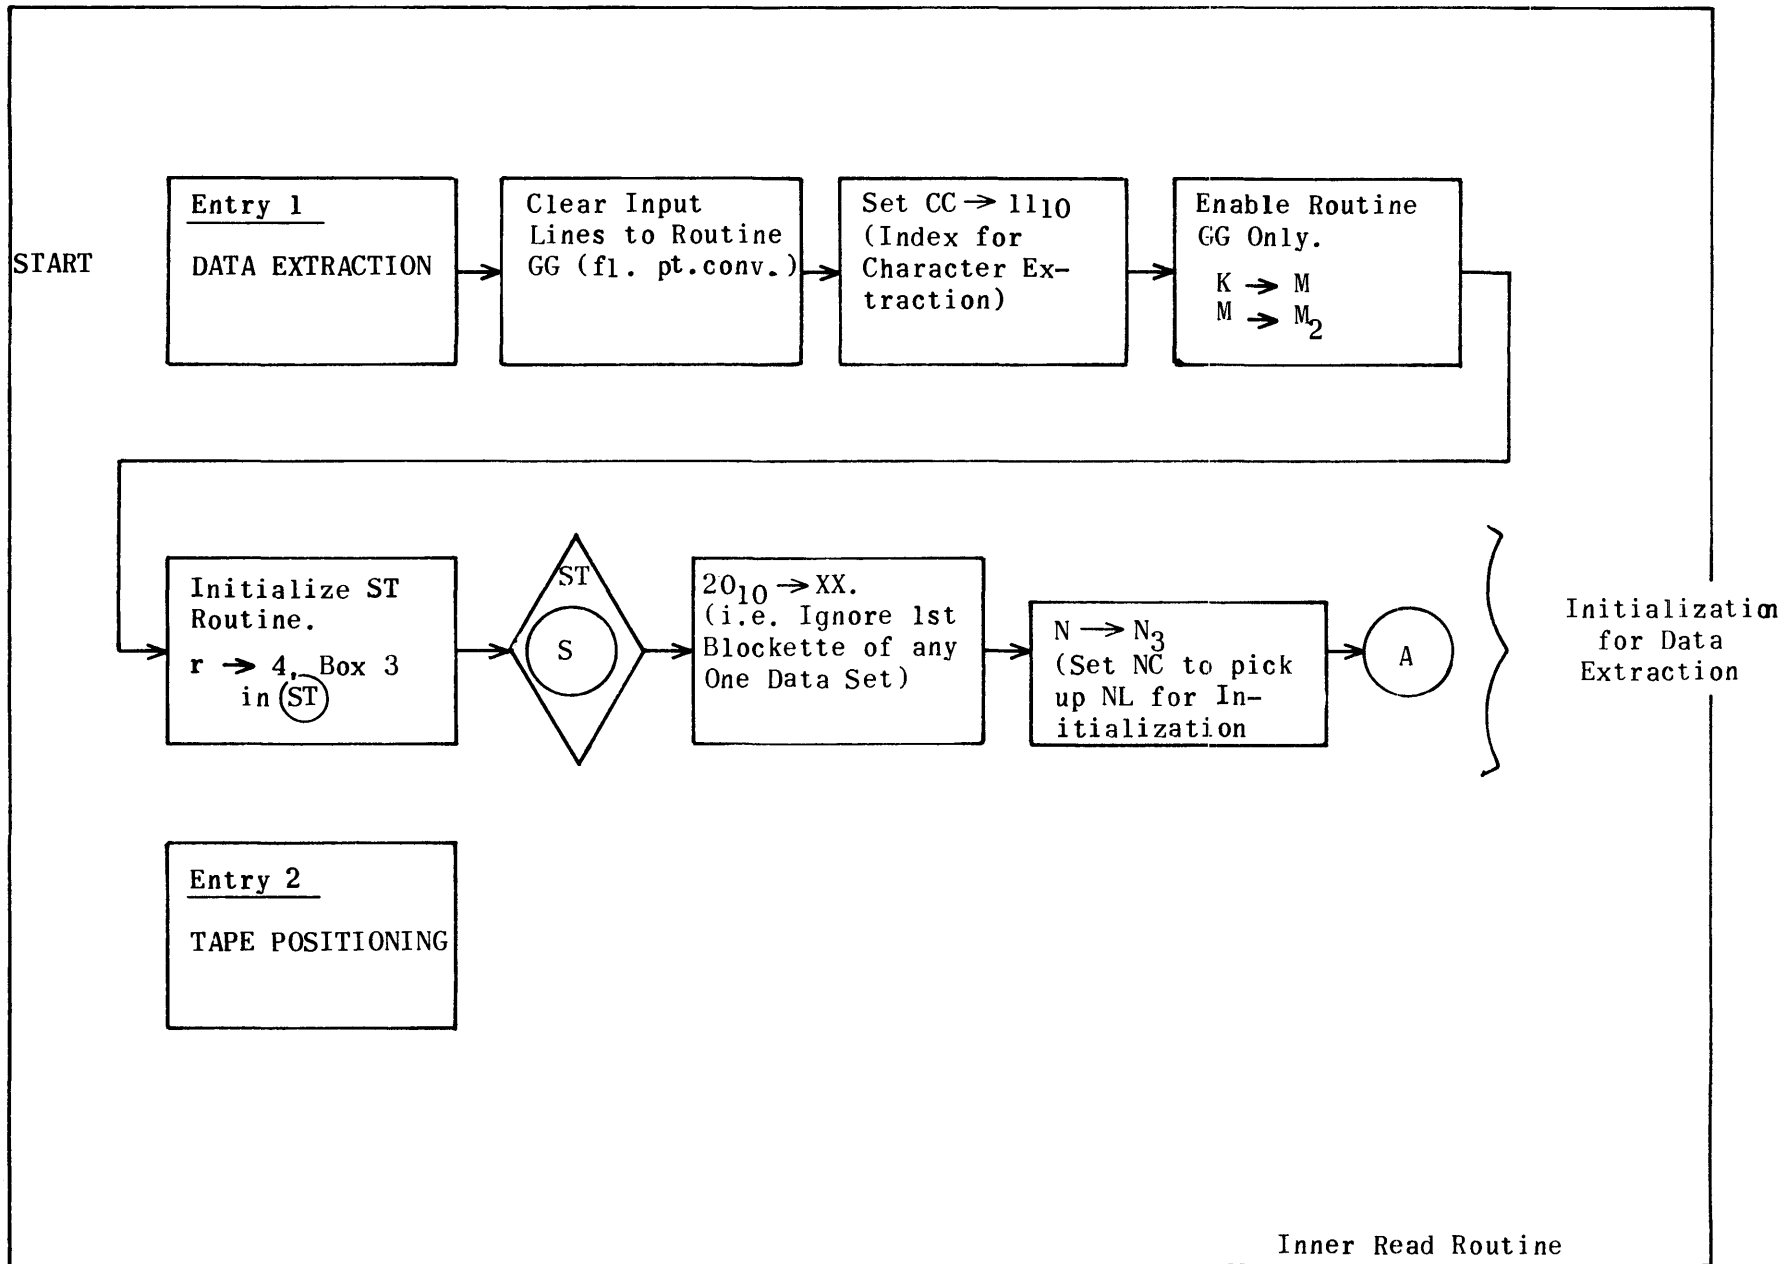 START
Entry 1
DATA EXTRACTION
Clear Input
Lines to Routine
GG (fl. pt.conv.)
Set CC → 11₁₀
(Index for
Character Ex-
traction)
Enable Routine
GG Only.
K → M
M → M₂
Initialize ST
Routine.
r → 4, Box 3
in ST
ST
S
20₁₀ → XX.
(i.e. Ignore 1st
Blockette of any
One Data Set)
N → N₃
(Set NC to pick
up NL for In-
itialization
A
Initialization
for Data
Extraction
Entry 2
TAPE POSITIONING
Inner Read Routine